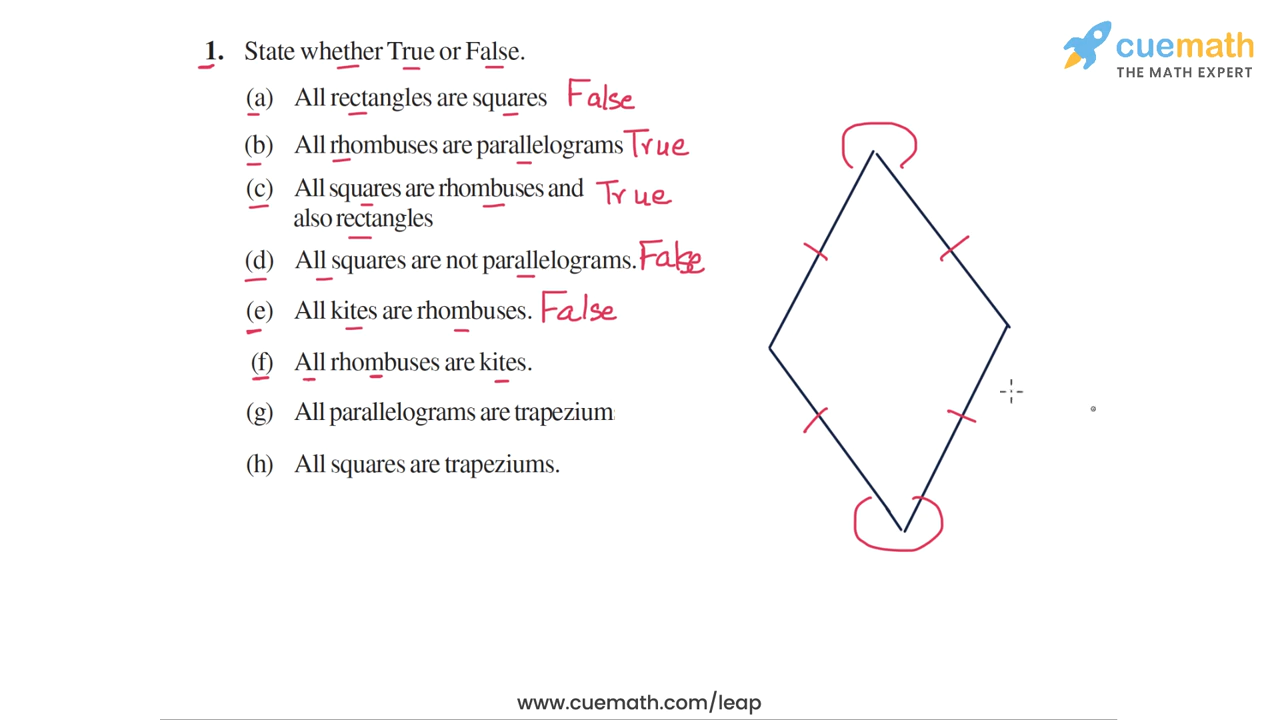 1. State whether True or False.
cuemath
THE MATH EXPERT
(a) All rectangles are squares False
(b) All rhombuses are parallelograms True
(c) All squares are rhombuses and True
also rectangles
(d) All squares are not parallelograms. False
(e) All kites are rhombuses. False
(f) All rhombuses are kites.
(g) All parallelograms are trapezium
(h) All squares are trapeziums.
www.cuemath.com/leap